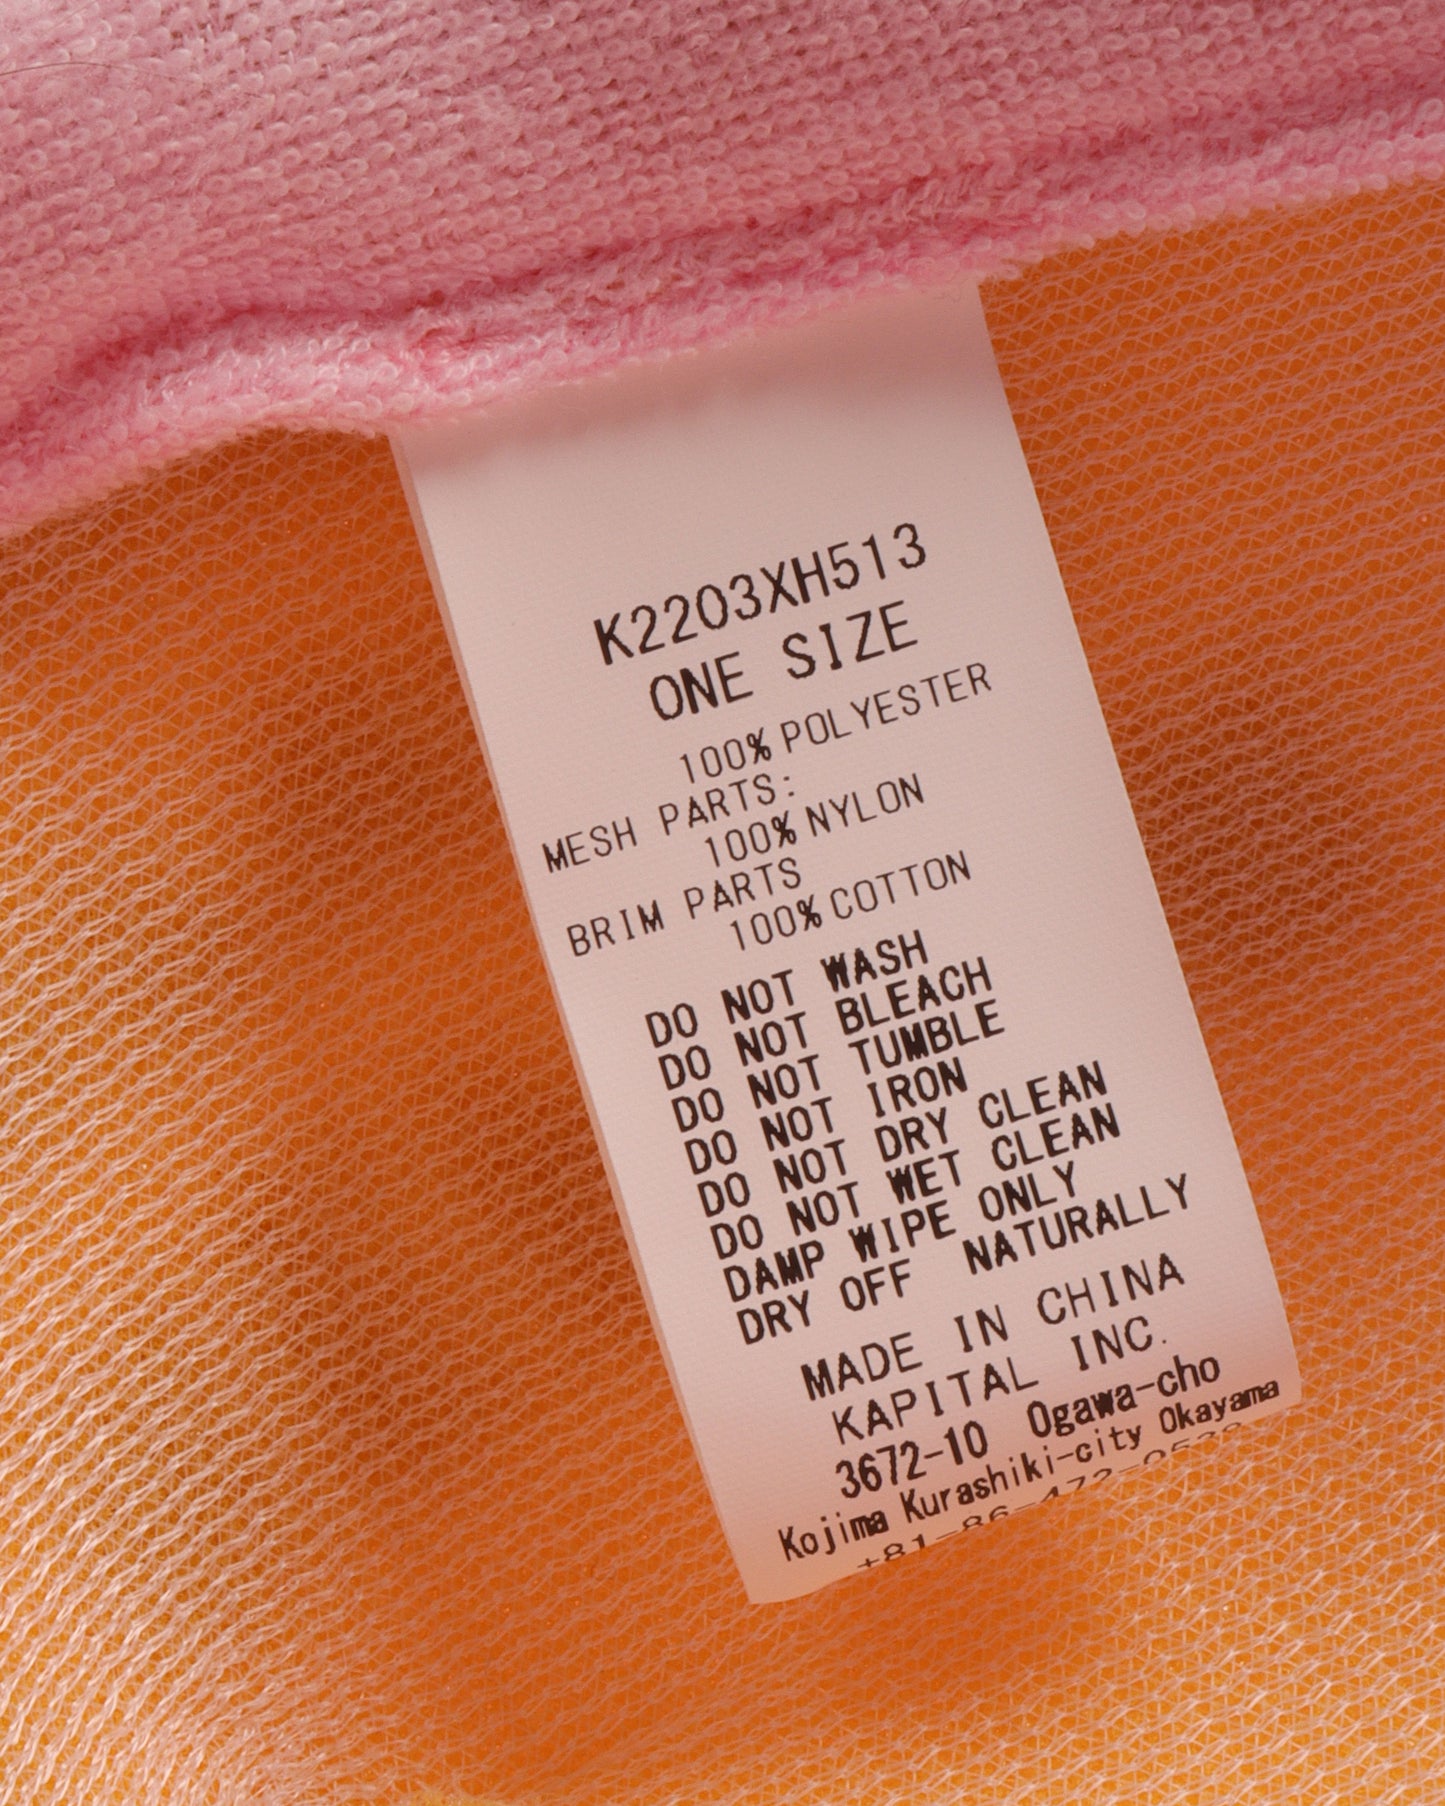 K2203XH513
ONE SIZE
100% POLYESTER
MESH PARTS:
100% NYLON
BRIM PARTS
100% COTTON
DO NOT WASH
DO NOT BLEACH
DO NOT TUMBLE
DO NOT IRON
DO NOT DRY CLEAN
DO NOT WET CLEAN
DAMP WIPE ONLY
DRY OFF NATURALLY
MADE IN CHINA
KAPITAL INC.
3672-10 Ogawa-cho
Kojima Kurashiki-city Okayama